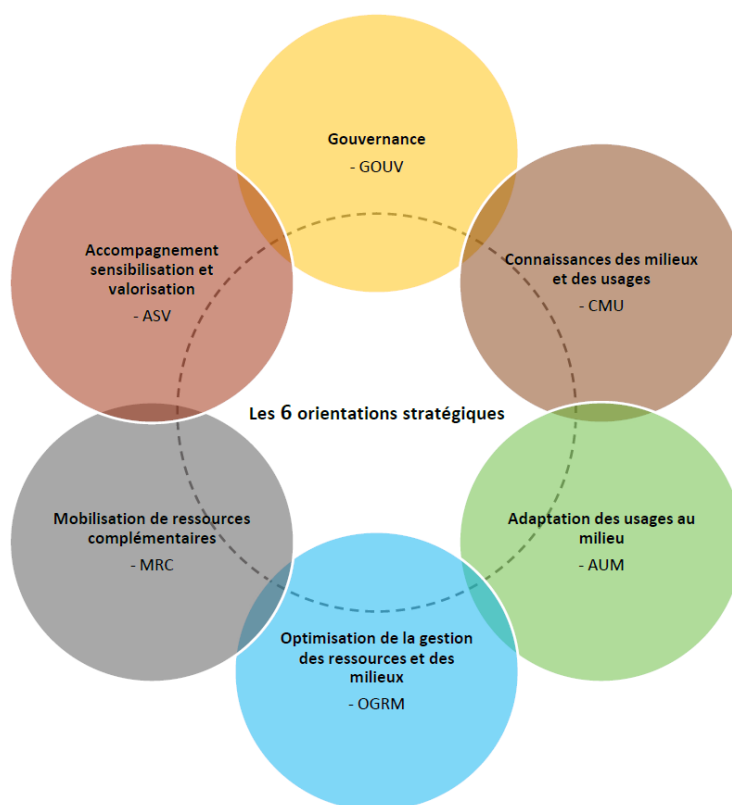 Gouvernance
- GOUV
Connaissances des milieux
et des usages
- CMU
Adaptation des usages au
milieu
- AUM
Optimisation de la gestion
des ressources et des
milieux
- OGRM
Mobilisation de ressources
complémentaires
- MRC
Accompagnement
sensibilisation et
valorisation
- ASV
Les 6 orientations stratégiques